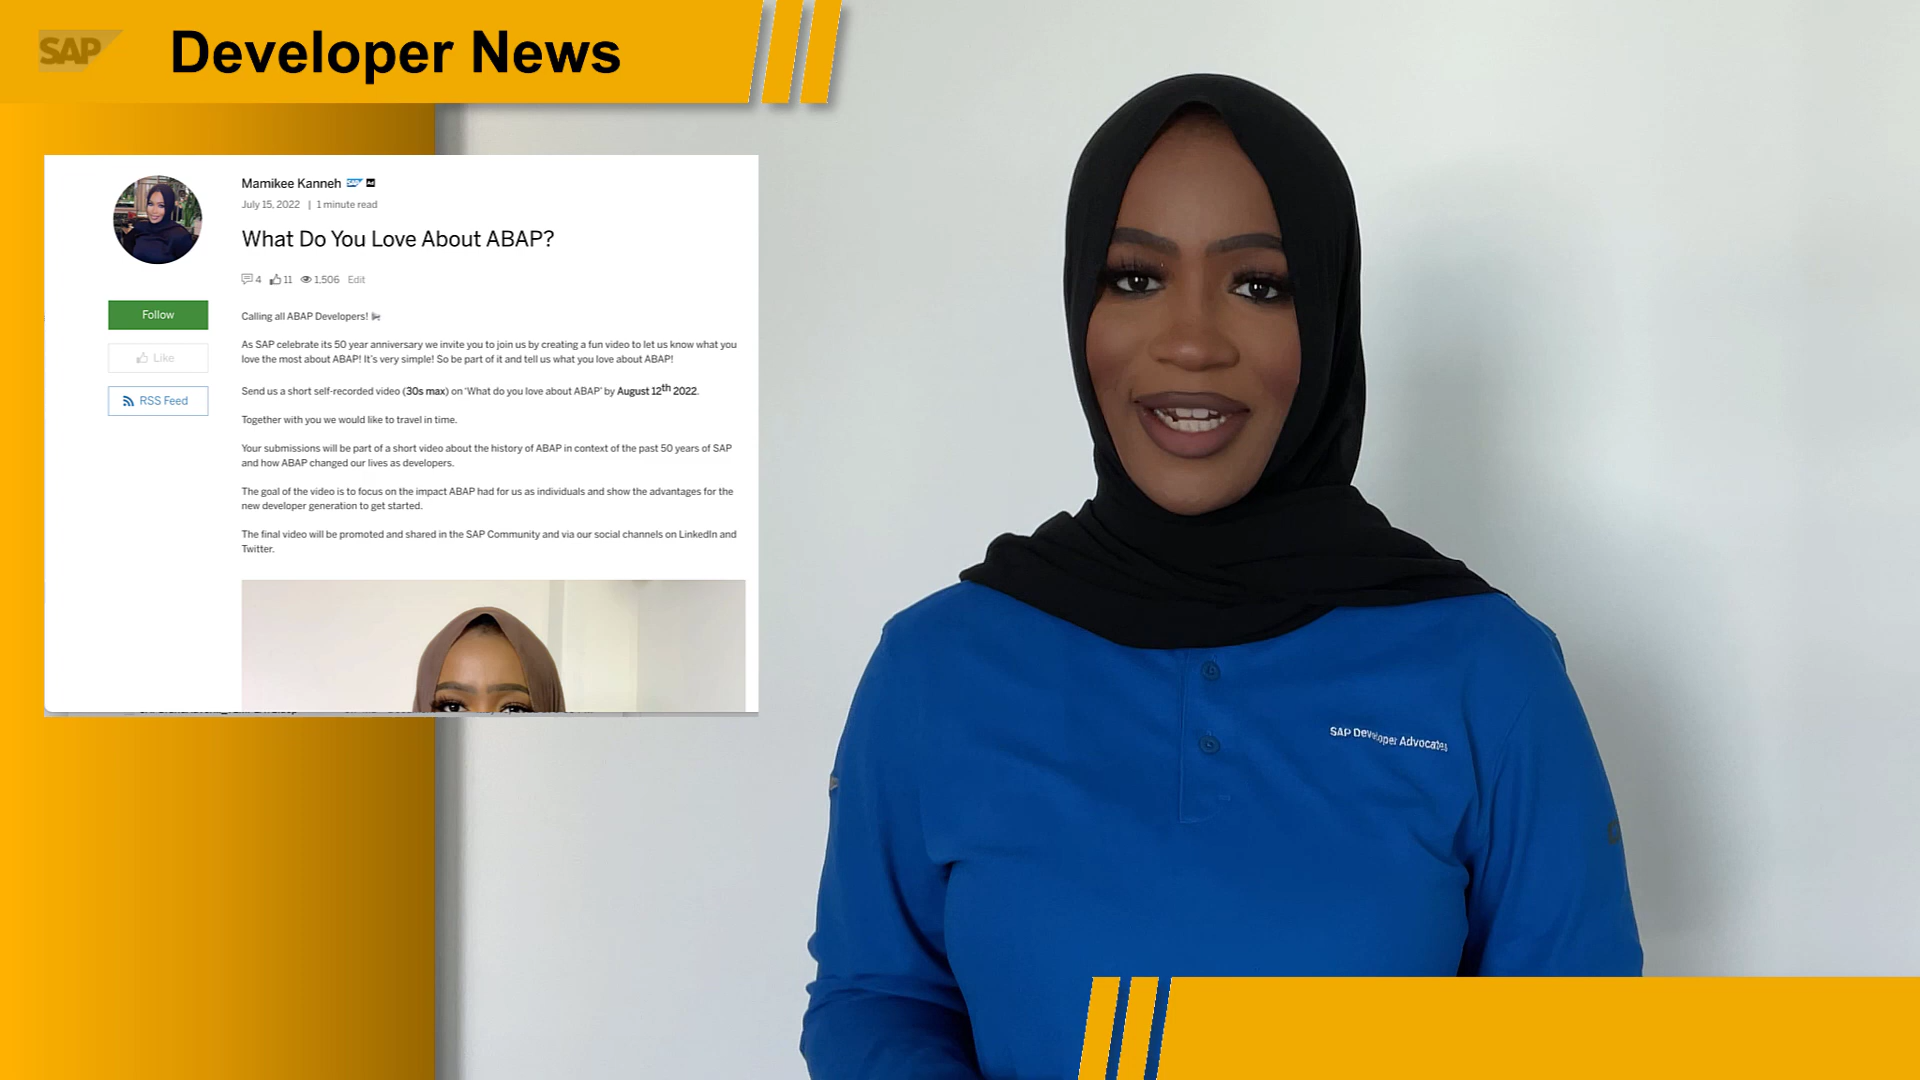 SAP
Developer News
Mamikee Kanneh SAP
July 15, 2022 | 1 minute read
What Do You Love About ABAP?
4 11 1,506 Edit
Follow
Like
RSS Feed
Calling all ABAP Developers!
As SAP celebrate its 50 year anniversary we invite you to join us by creating a fun video to let us know what you
love the most about ABAP! It's very simple! So be part of it and tell us what you love about ABAP!
Send us a short self-recorded video (30s max) on 'What do you love about ABAP' by August 12th 2022.
Together with you we would like to travel in time.
Your submissions will be part of a short video about the history of ABAP in context of the past 50 years of SAP
and how ABAP changed our lives as developers.
The goal of the video is to focus on the impact ABAP had for us as individuals and show the advantages for the
new developer generation to get started.
The final video will be promoted and shared in the SAP Community and via our social channels on LinkedIn and
Twitter.
SAP Developer Advocates